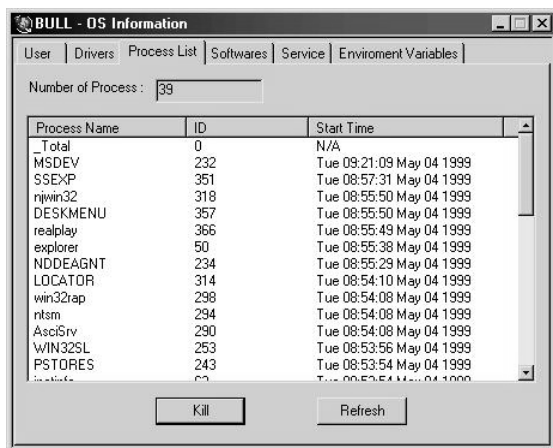 BULL - OS Information
User Drivers Process List Softwares Service Enviroment Variables
Number of Process : 39
Process Name ID Start Time
_Total 0 N/A
MSDEV 232 Tue 09:21:09 May 04 1999
SSEXP 351 Tue 08:57:31 May 04 1999
njwin32 318 Tue 08:55:50 May 04 1999
DESKMENU 357 Tue 08:55:50 May 04 1999
realplay 366 Tue 08:55:49 May 04 1999
explorer 50 Tue 08:55:38 May 04 1999
NDDEAGNT 234 Tue 08:55:29 May 04 1999
LOCATOR 314 Tue 08:54:10 May 04 1999
win32rap 298 Tue 08:54:08 May 04 1999
ntsm 294 Tue 08:54:08 May 04 1999
AsciSrv 290 Tue 08:54:08 May 04 1999
WIN32SL 253 Tue 08:53:56 May 04 1999
PSTORES 243 Tue 08:53:54 May 04 1999
Kill Refresh